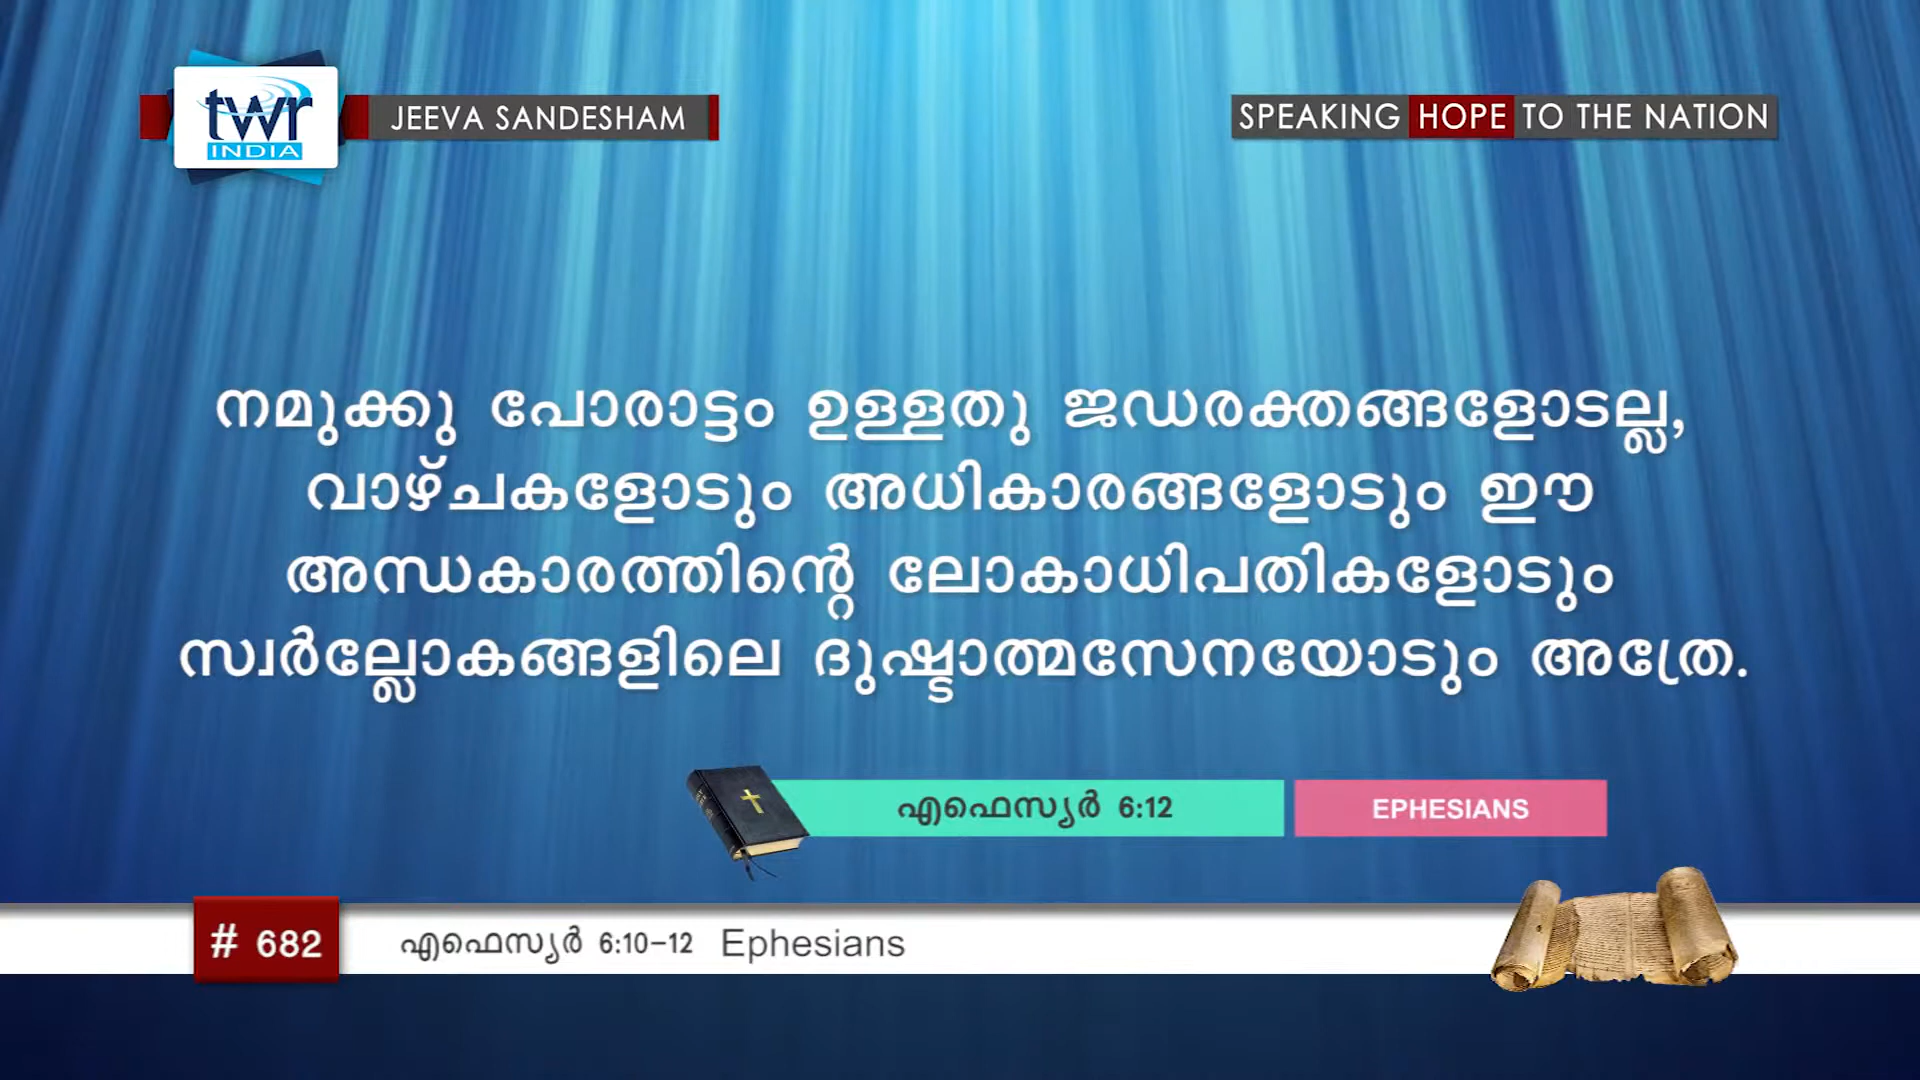 twr
INDIA
JEEVA SANDESHAM
SPEAKING HOPE TO THE NATION
നമുക്കു പോരാട്ടം ഉള്ളതു ജഡരക്തങ്ങളോടല്ല,
വാഴ്ചകളോടും അധികാരങ്ങളോടും ഈ
അന്ധകാരത്തിന്റെ ലോകാധിപതികളോടും
സ്വർല്ലോകങ്ങളിലെ ദുഷ്ടാത്മസേനയോടും അത്രേ.
എഫെസ്യർ 6:12
EPHESIANS
# 682
എഫെസ്യർ 6:10-12 Ephesians